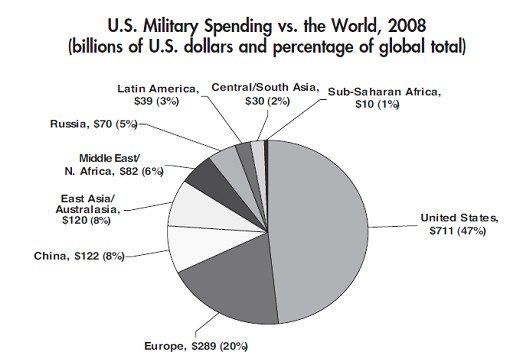 U.S. Military Spending vs. the World, 2008
(billions of U.S. dollars and percentage of global total)
Latin America,
$39 (3%)
Central/South Asia,
$30 (2%)
Sub-Saharan Africa,
$10 (1%)
Russia, $70 (5%)
Middle East/
N. Africa, $82 (6%)
East Asia/
Australasia,
$120 (8%)
United States,
$711 (47%)
China, $122 (8%)
Europe, $289 (20%)